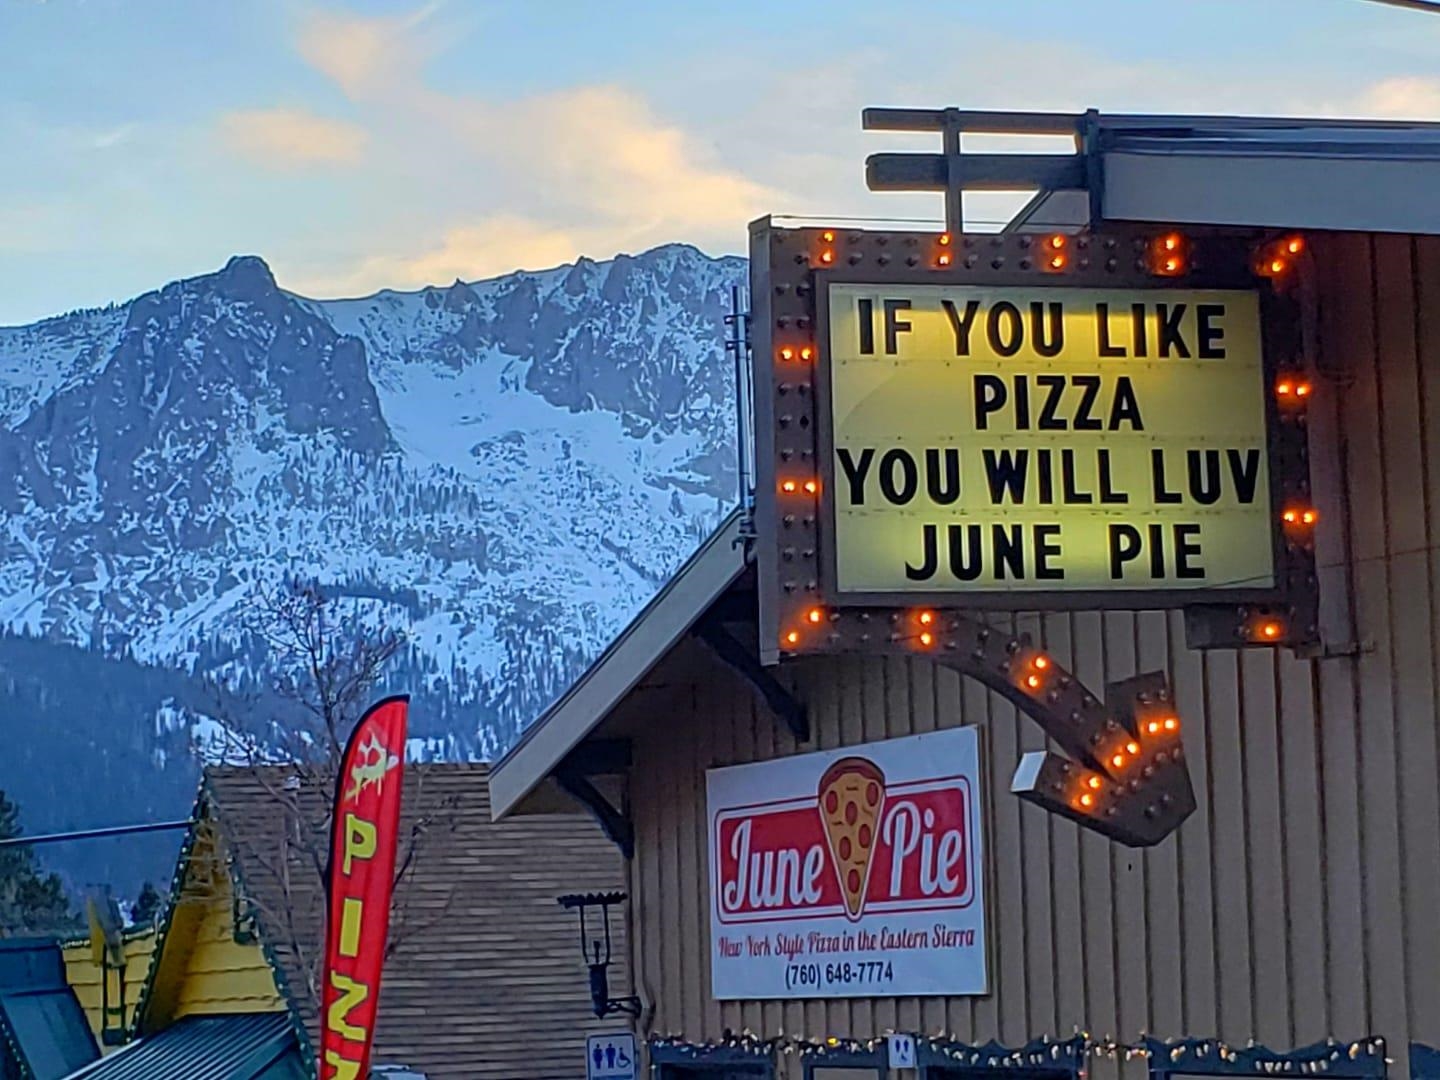 IF YOU LIKE
PIZZA
YOU WILL LUV
JUNE PIE
June Pie
New York Style Pizza in the Eastern Sierra
(760) 648-7774
PIZZ